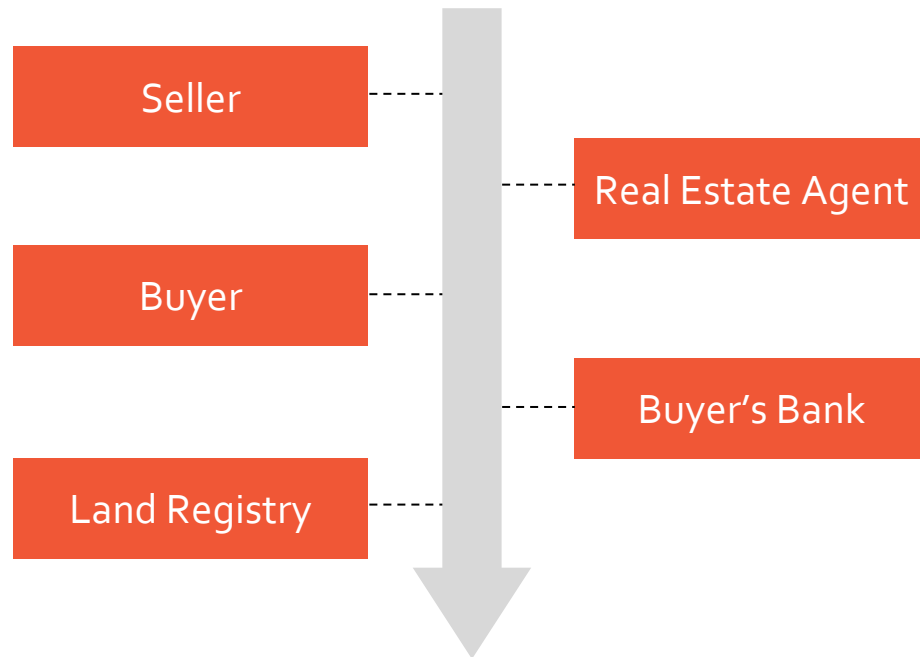 Seller
Real Estate Agent
Buyer
Buyer’s Bank
Land Registry